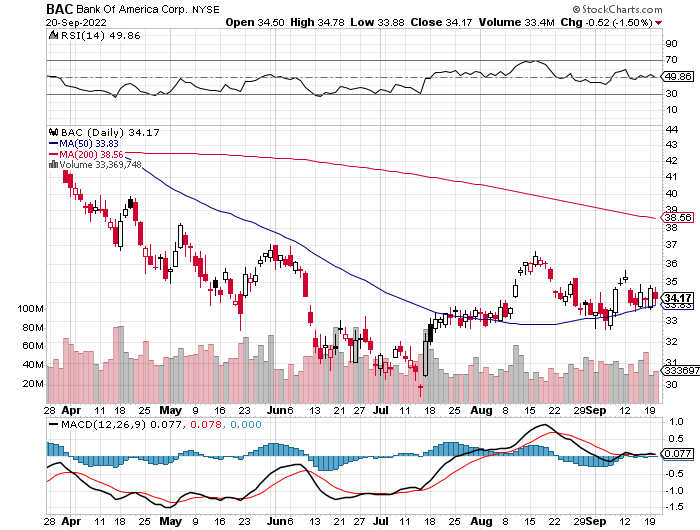 BAC Bank Of America Corp. NYSE © StockCharts.com
20-Sep-2022 Open 34.50 High 34.78 Low 33.88 Close 34.17 Volume 33.4M Chg -0.52 (-1.50%)
RSI(14) 49.86
90
70
49.86
30
10
BAC (Daily) 34.17
MA(50) 33.83
MA(200) 38.56
Volume 33,369,748
44
43
42
41
40
39
38.56
38
37
36
35
34.17
33.83
33
32
31
30
100M
80M
60M
40M
20M
333697
28 Apr 11 18 25 May 9 16 23 Jun 6 13 21 27 Jul 11 18 25 Aug 8 15 22 29 Sep 12 19
MACD(12,26,9) 0.077, 0.078, 0.000
1.0
0.5
0.077
-0.5
-1.0
-1.5
28 Apr 11 18 25 May 9 16 23 Jun 6 13 21 27 Jul 11 18 25 Aug 8 15 22 29 Sep 12 19